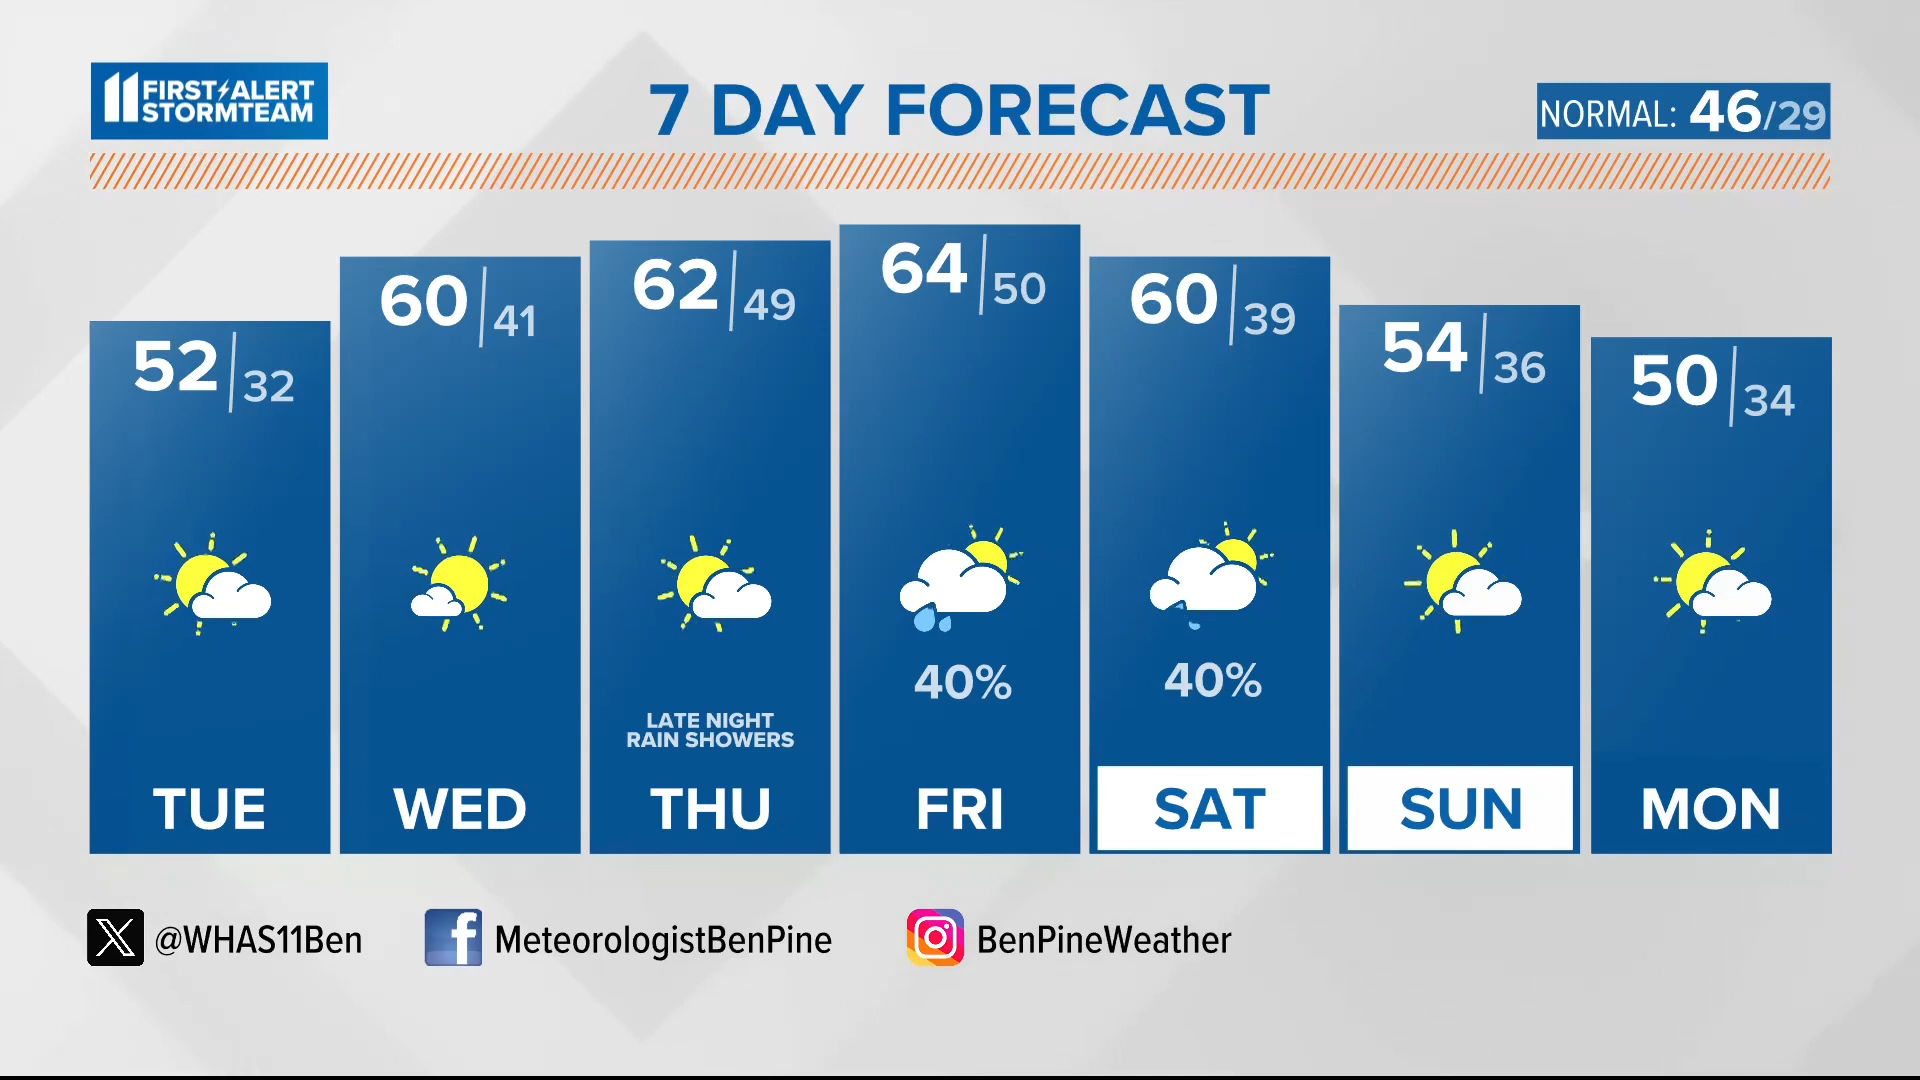 11 FIRST ALERT
STORMTEAM
7 DAY FORECAST
NORMAL: 46/29
52/32
60/41
62/49
64/50
60/39
54/36
50/34
40%
40%
LATE NIGHT
RAIN SHOWERS
TUE
WED
THU
FRI
SAT
SUN
MON
@WHAS11Ben
MeteorologistBenPine
BenPineWeather